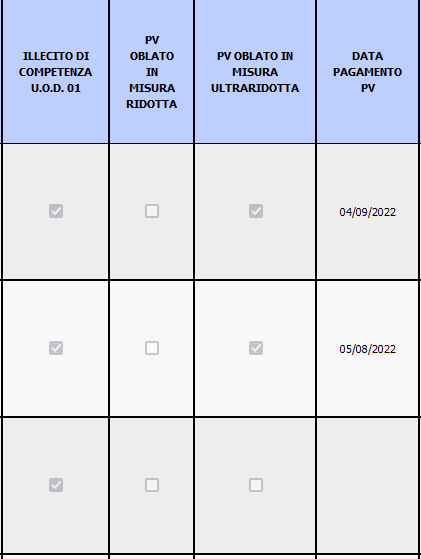 ILLECITO DI
COMPETENZA
U.O.D. 01
PV
OBLATO
IN
MISURA
RIDOTTA
PV OBLATO IN
MISURA
ULTRARIDOTTA
DATA
PAGAMENTO
PV
04/09/2022
05/08/2022